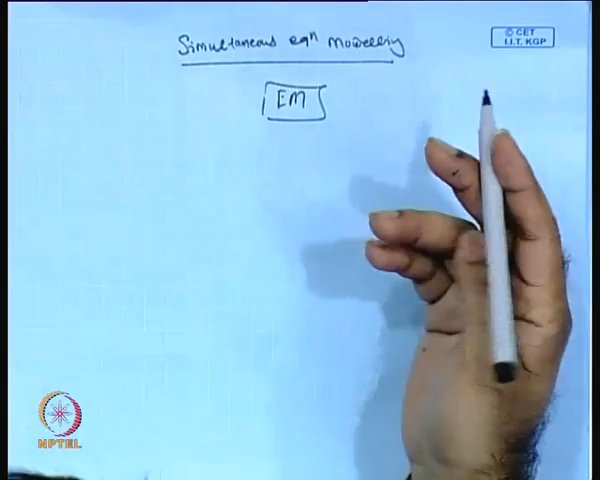 Simultaneous eqⁿ modelling
© CET
I.I.T. KGP
EM
NPTEL